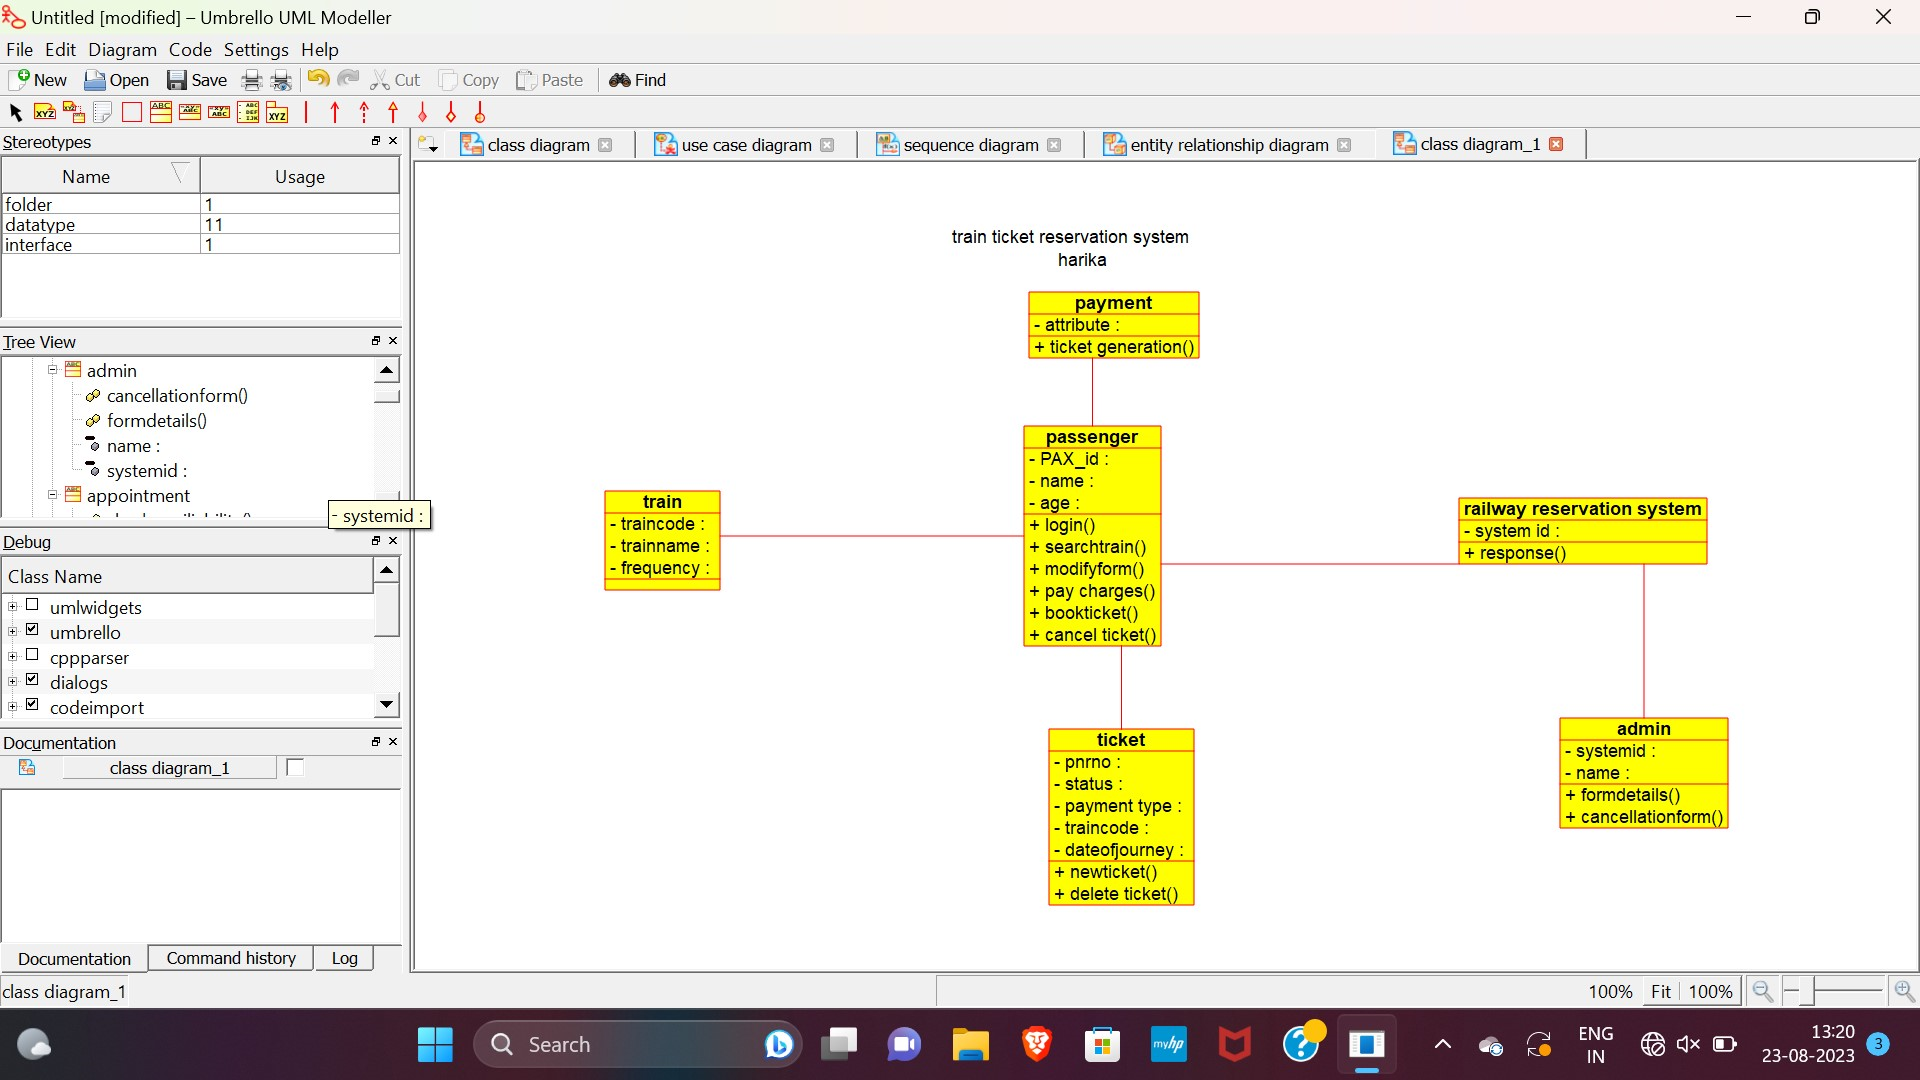 Untitled [modified] – Umbrello UML Modeller
File Edit Diagram Code Settings Help
New Open Save Cut Copy Paste Find
Stereotypes
Name Usage
folder 1
datatype 11
interface 1
Tree View
admin
cancellationform()
formdetails()
name :
systemid :
appointment
- systemid :
Debug
Class Name
umlwidgets
umbrello
cppparser
dialogs
codeimport
Documentation
class diagram_1
Documentation Command history Log
class diagram use case diagram sequence diagram entity relationship diagram class diagram_1
train ticket reservation system
harika
payment
- attribute :
+ ticket generation()
passenger
- PAX_id :
- name :
- age :
+ login()
+ searchtrain()
+ modifyform()
+ pay charges()
+ bookticket()
+ cancel ticket()
train
- traincode :
- trainname :
- frequency :
railway reservation system
- system id :
+ response()
ticket
- pnrno :
- status :
- payment type :
- traincode :
- dateofjourney :
+ newticket()
+ delete ticket()
admin
- systemid :
- name :
+ formdetails()
+ cancellationform()
class diagram_1
100% Fit 100%
Search
myhp
ENG
IN
13:20
23-08-2023
3